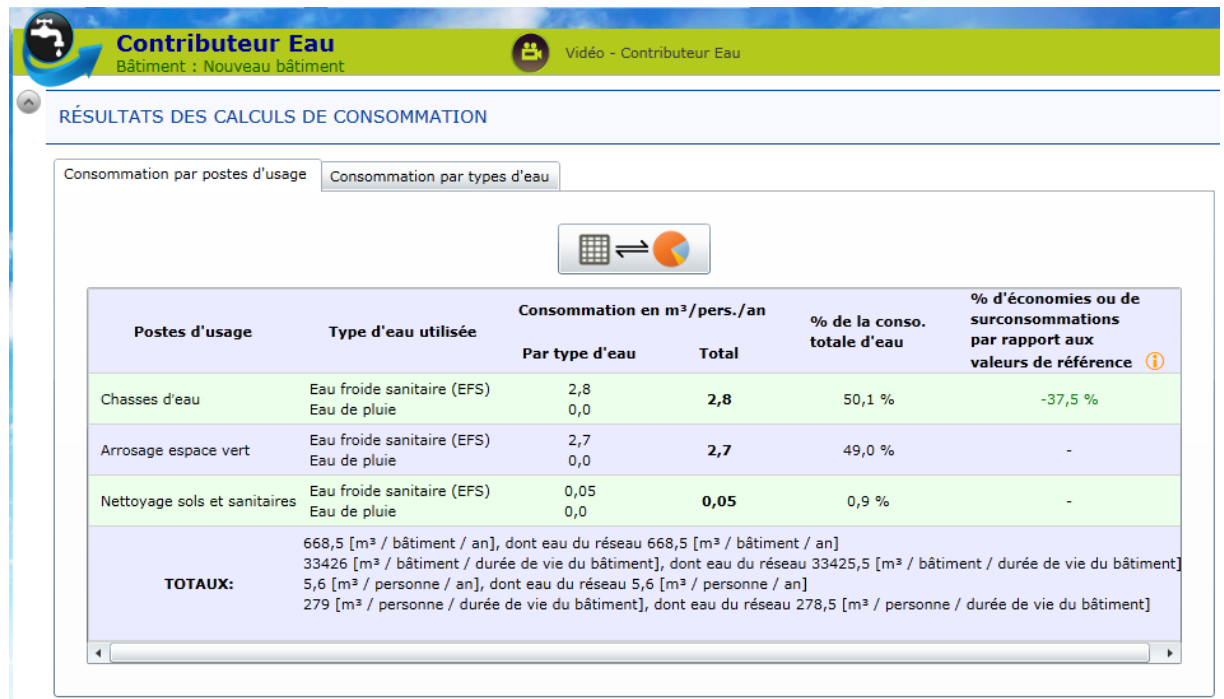 Contributeur Eau
Bâtiment : Nouveau bâtiment
Vidéo - Contributeur Eau
RÉSULTATS DES CALCULS DE CONSOMMATION
Consommation par postes d'usage
Consommation par types d'eau
Postes d'usage
Type d'eau utilisée
Consommation en m³/pers./an
Par type d'eau
Total
% de la conso.
totale d'eau
% d'économies ou de
surconsommations
par rapport aux
valeurs de référence
Chasses d'eau
Eau froide sanitaire (EFS)
Eau de pluie
2,8
0,0
2,8
50,1 %
-37,5 %
Arrosage espace vert
Eau froide sanitaire (EFS)
Eau de pluie
2,7
0,0
2,7
49,0 %
-
Nettoyage sols et sanitaires
Eau froide sanitaire (EFS)
Eau de pluie
0,05
0,0
0,05
0,9 %
-
TOTAUX:
668,5 [m³ / bâtiment / an], dont eau du réseau 668,5 [m³ / bâtiment / an]
33426 [m³ / bâtiment / durée de vie du bâtiment], dont eau du réseau 33425,5 [m³ / bâtiment / durée de vie du bâtiment]
5,6 [m³ / personne / an], dont eau du réseau 5,6 [m³ / personne / an]
279 [m³ / personne / durée de vie du bâtiment], dont eau du réseau 278,5 [m³ / personne / durée de vie du bâtiment]